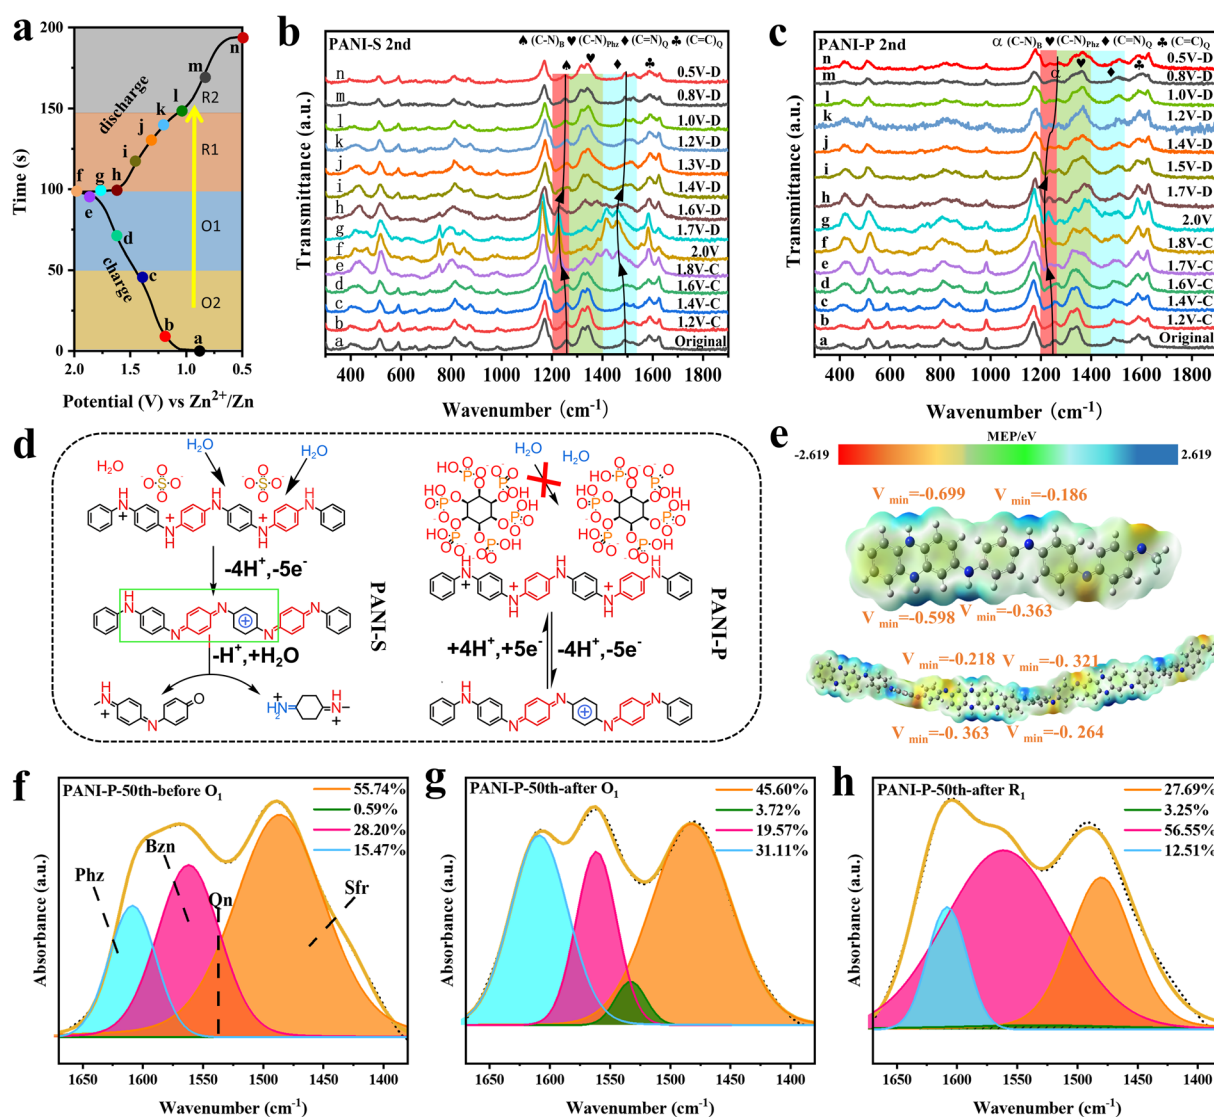 a
200
150
100
50
0
Time (s)
2.0
1.5
1.0
0.5
Potential (V) vs Zn²⁺/Zn
discharge
charge
n
m
l
k
j
i
h
g
f
e
d
c
b
a
R2
R1
O1
O2
b
PANI-S 2nd
♠ (C-N)B ♥ (C-N)Phz ♦ (C=N)Q ♣ (C=C)Q
Transmittance (a.u.)
n 0.5V-D
m 0.8V-D
l 1.0V-D
k 1.2V-D
j 1.3V-D
i 1.4V-D
h 1.6V-D
g 1.7V-D
f 2.0V
e 1.8V-C
d 1.6V-C
c 1.4V-C
b 1.2V-C
a Original
400 600 800 1000 1200 1400 1600 1800
Wavenumber (cm⁻¹)
c
PANI-P 2nd
α (C-N)B ♥ (C-N)Phz ♦ (C=N)Q ♣ (C=C)Q
Transmittance (a.u.)
α
n 0.5V-D
m 0.8V-D
l 1.0V-D
k 1.2V-D
j 1.4V-D
i 1.5V-D
h 1.7V-D
g 2.0V
f 1.8V-C
e 1.7V-C
d 1.6V-C
c 1.4V-C
b 1.2V-C
a Original
400 600 800 1000 1200 1400 1600 1800
Wavenumber (cm⁻¹)
d
H₂O
H₂O
H₂O
-4H⁺,-5e⁻
-H⁺,+H₂O
PANI-S
H₂O
H₂O
+4H⁺,+5e⁻
-4H⁺,-5e⁻
PANI-P
e
MEP/eV
-2.619
2.619
V min=-0.699
V min=-0.186
V min=-0.598
V min=-0.363
V min=-0.218
V min=-0. 321
V min=-0. 363
V min=-0. 264
f
PANI-P-50th-before O₁
55.74%
0.59%
28.20%
15.47%
Phz
Bzn
Qn
Sfr
Absorbance (a.u.)
1650 1600 1550 1500 1450 1400
Wavenumber (cm⁻¹)
g
PANI-P-50th-after O₁
45.60%
3.72%
19.57%
31.11%
Absorbance (a.u.)
1650 1600 1550 1500 1450 1400
Wavenumber (cm⁻¹)
h
PANI-P-50th-after R₁
27.69%
3.25%
56.55%
12.51%
Absorbance (a.u.)
1650 1600 1550 1500 1450 1400
Wavenumber (cm⁻¹)